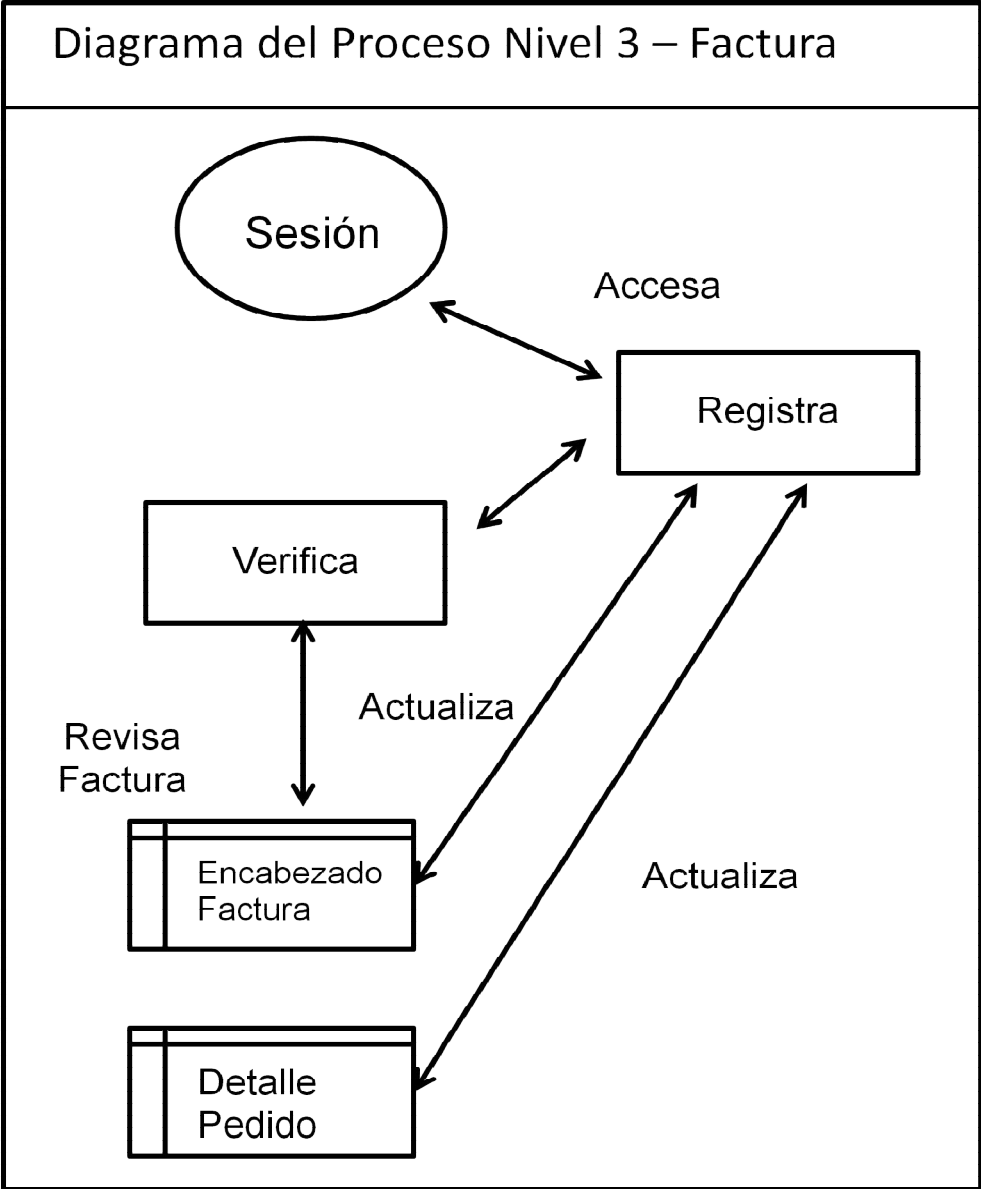 Diagrama del Proceso Nivel 3 – Factura
Sesión
Accesa
Registra
Verifica
Actualiza
Revisa
Factura
Encabezado
Factura
Actualiza
Detalle
Pedido